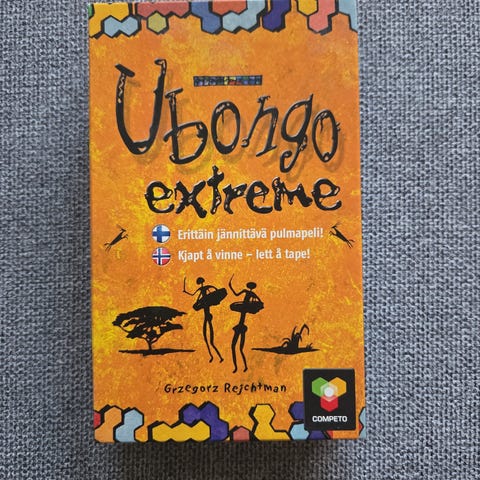 Ubongo
extreme
Erittäin jännittävä pulmapeli!
Kjapt å vinne – lett å tape!
Grzegorz Rejchtman
COMPETO